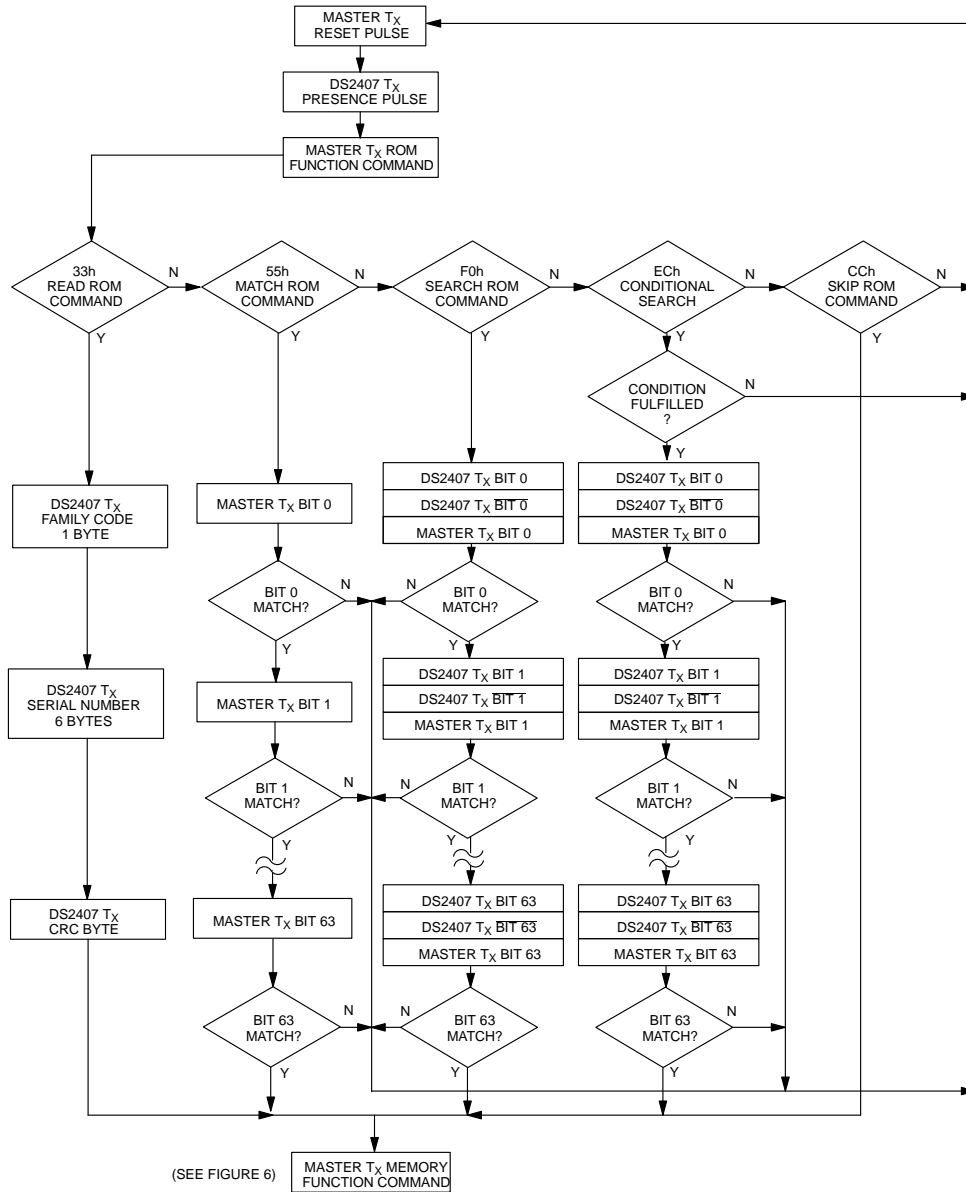 MASTER TX
RESET PULSE
DS2407 TX
PRESENCE PULSE
MASTER TX ROM
FUNCTION COMMAND
33h
READ ROM
COMMAND
N
Y
55h
MATCH ROM
COMMAND
N
Y
F0h
SEARCH ROM
COMMAND
N
Y
ECh
CONDITIONAL
SEARCH
N
Y
CCh
SKIP ROM
COMMAND
N
Y
CONDITION
FULFILLED
?
N
Y
DS2407 TX
FAMILY CODE
1 BYTE
MASTER TX BIT 0
DS2407 TX BIT 0
DS2407 TX BIT 0
MASTER TX BIT 0
DS2407 TX BIT 0
DS2407 TX BIT 0
MASTER TX BIT 0
BIT 0
MATCH?
N
Y
BIT 0
MATCH?
N
Y
BIT 0
MATCH?
N
Y
DS2407 TX
SERIAL NUMBER
6 BYTES
MASTER TX BIT 1
DS2407 TX BIT 1
DS2407 TX BIT 1
MASTER TX BIT 1
DS2407 TX BIT 1
DS2407 TX BIT 1
MASTER TX BIT 1
BIT 1
MATCH?
N
Y
BIT 1
MATCH?
N
Y
BIT 1
MATCH?
N
Y
DS2407 TX
CRC BYTE
MASTER TX BIT 63
DS2407 TX BIT 63
DS2407 TX BIT 63
MASTER TX BIT 63
DS2407 TX BIT 63
DS2407 TX BIT 63
MASTER TX BIT 63
BIT 63
MATCH?
N
Y
BIT 63
MATCH?
N
Y
BIT 63
MATCH?
N
Y
(SEE FIGURE 6)
MASTER TX MEMORY
FUNCTION COMMAND